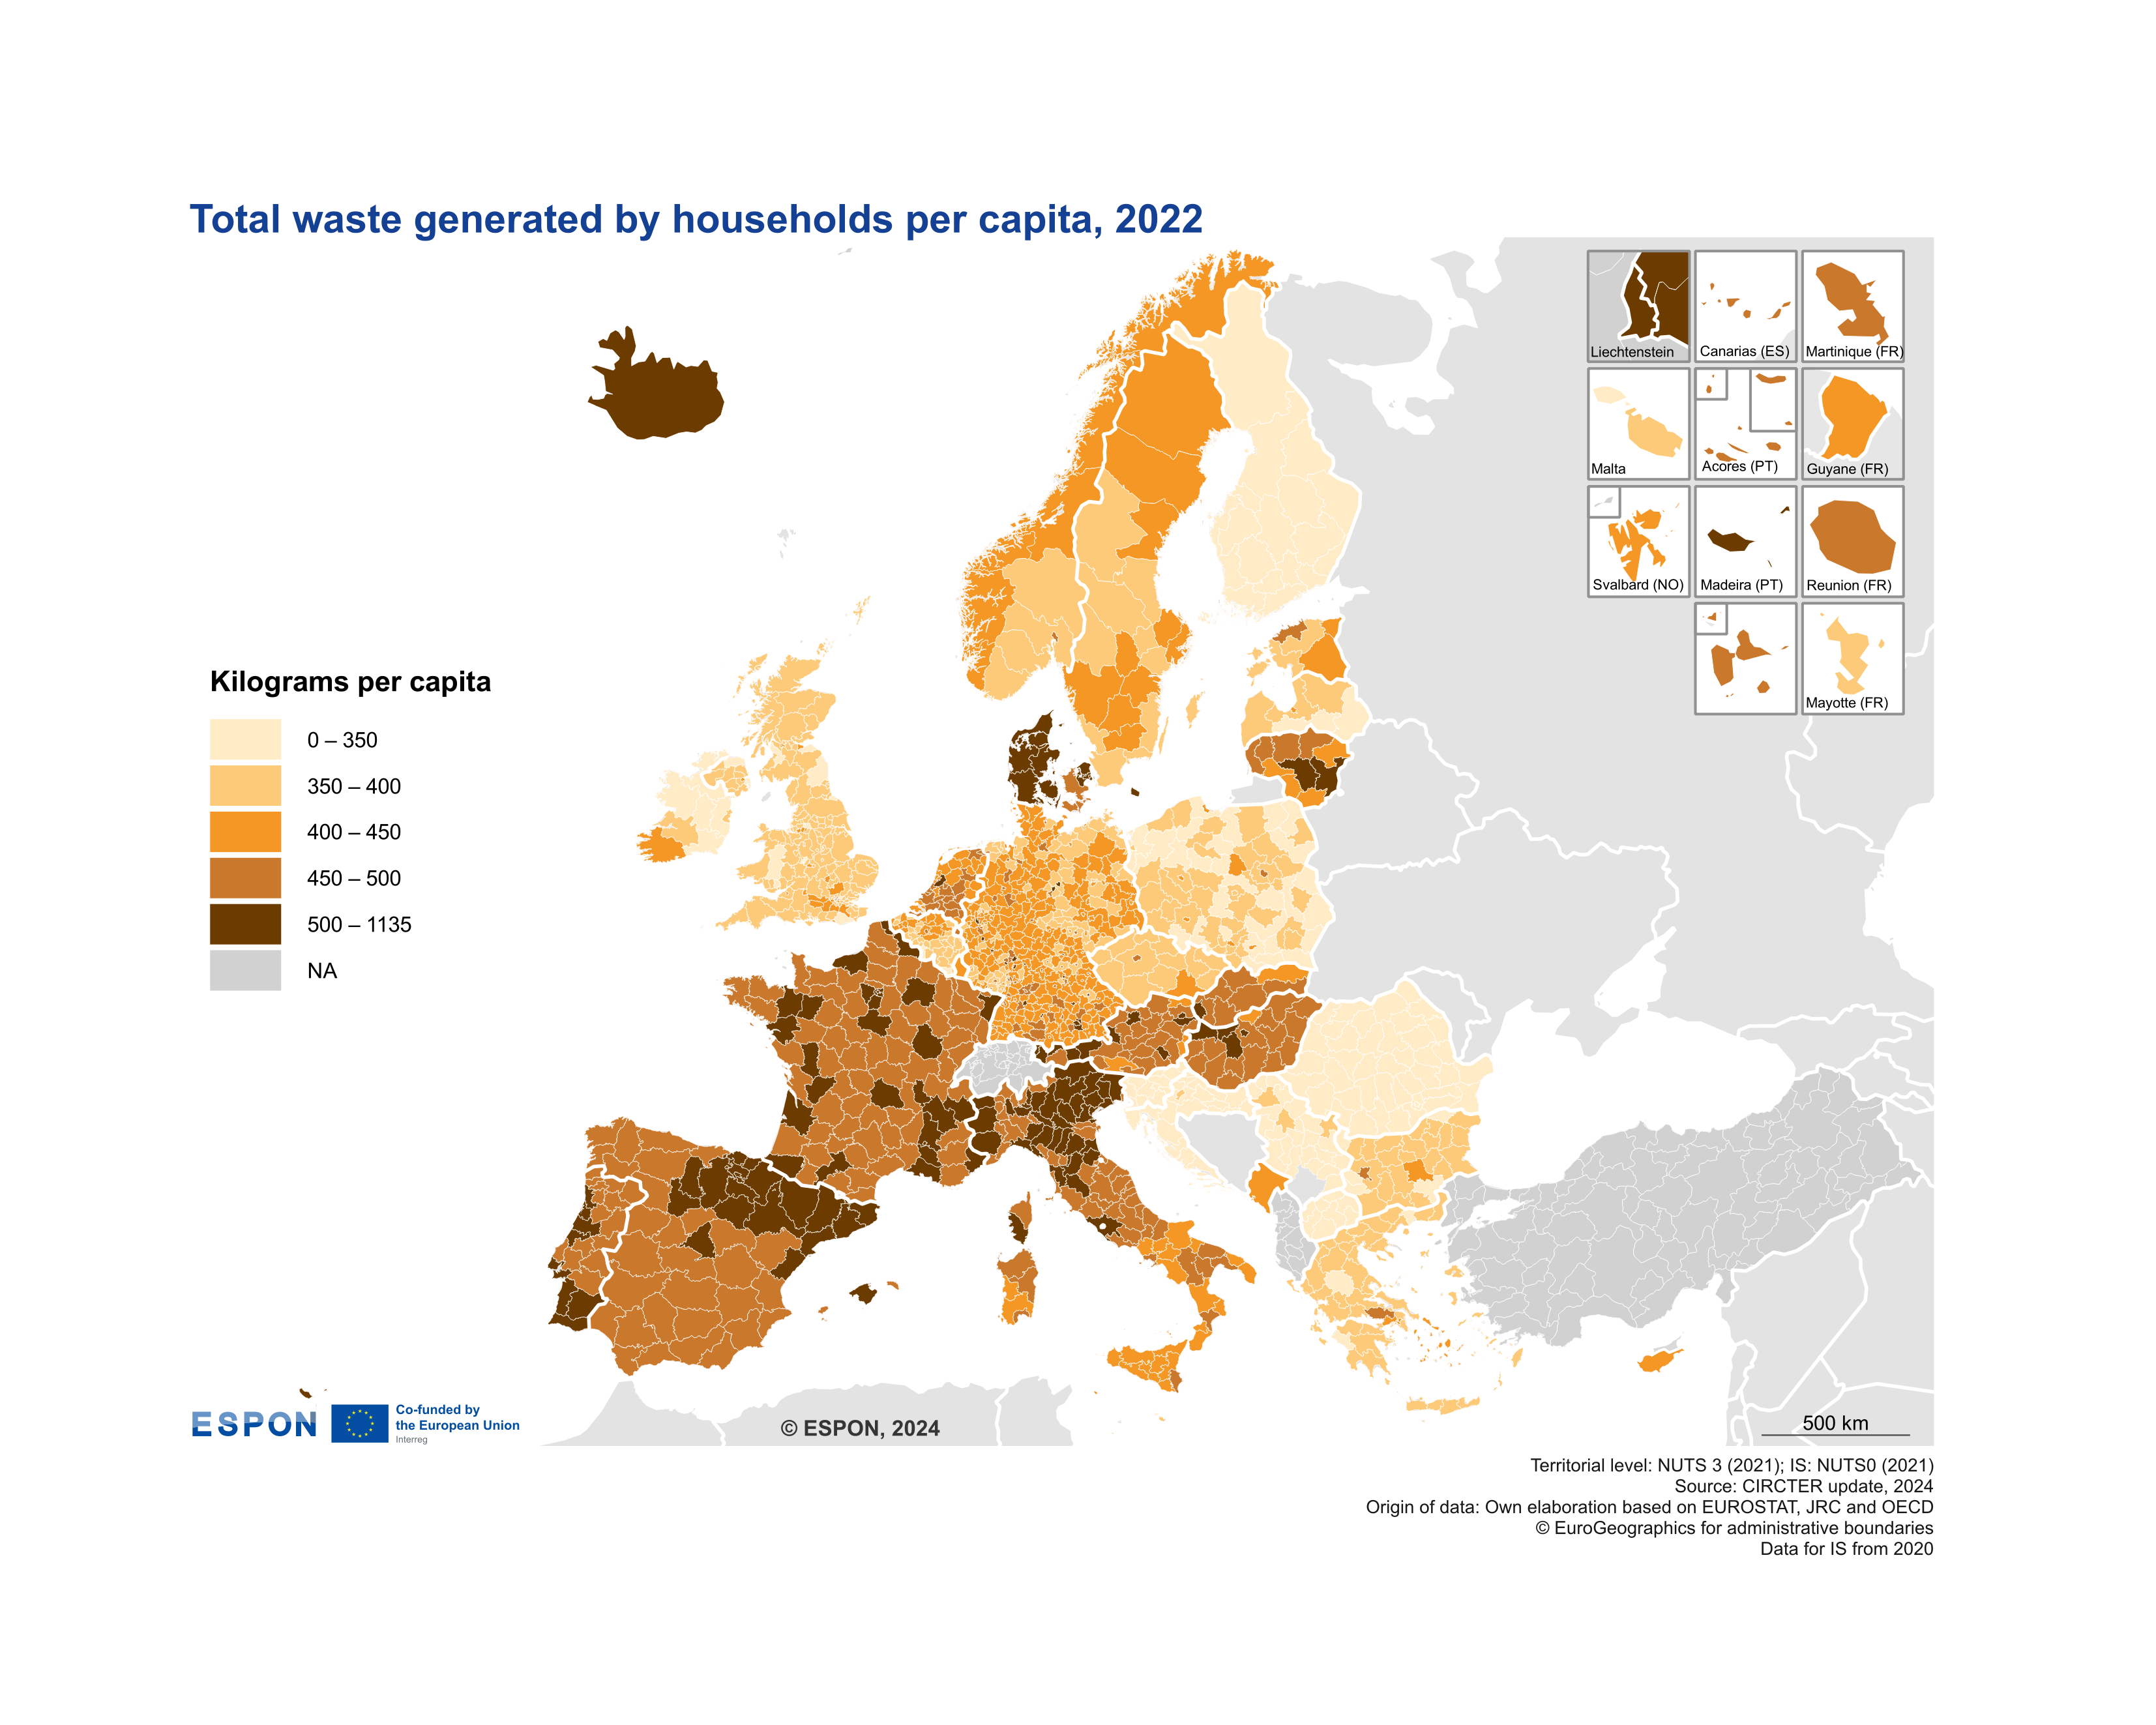 Total waste generated by households per capita, 2022
Liechtenstein
Canarias (ES)
Martinique (FR)
Malta
Acores (PT)
Guyane (FR)
Svalbard (NO)
Madeira (PT)
Reunion (FR)
Mayotte (FR)
Kilograms per capita
0 – 350
350 – 400
400 – 450
450 – 500
500 – 1135
NA
ESPON
Co-funded by
the European Union
Interreg
© ESPON, 2024
500 km
Territorial level: NUTS 3 (2021); IS: NUTS0 (2021)
Source: CIRCTER update, 2024
Origin of data: Own elaboration based on EUROSTAT, JRC and OECD
© EuroGeographics for administrative boundaries
Data for IS from 2020